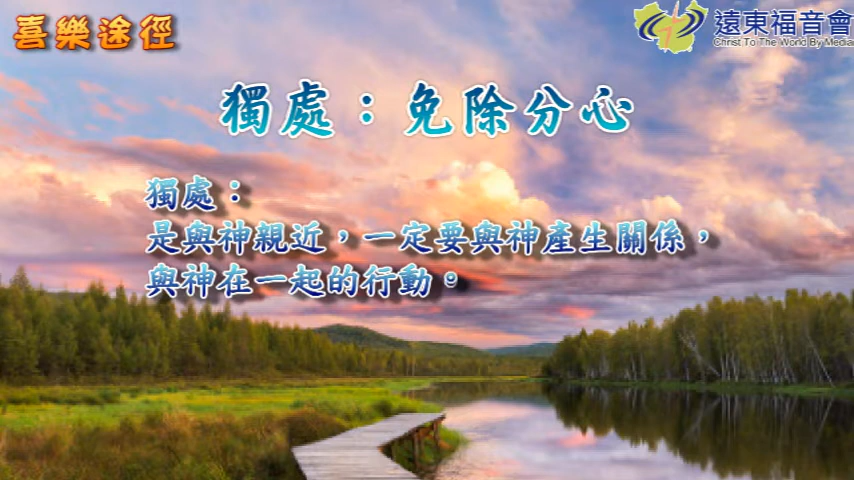 喜樂途徑
遠東福音會
Christ To The World By Media
獨處：免除分心
獨處：
是與神親近，一定要與神產生關係，
與神在一起的行動。